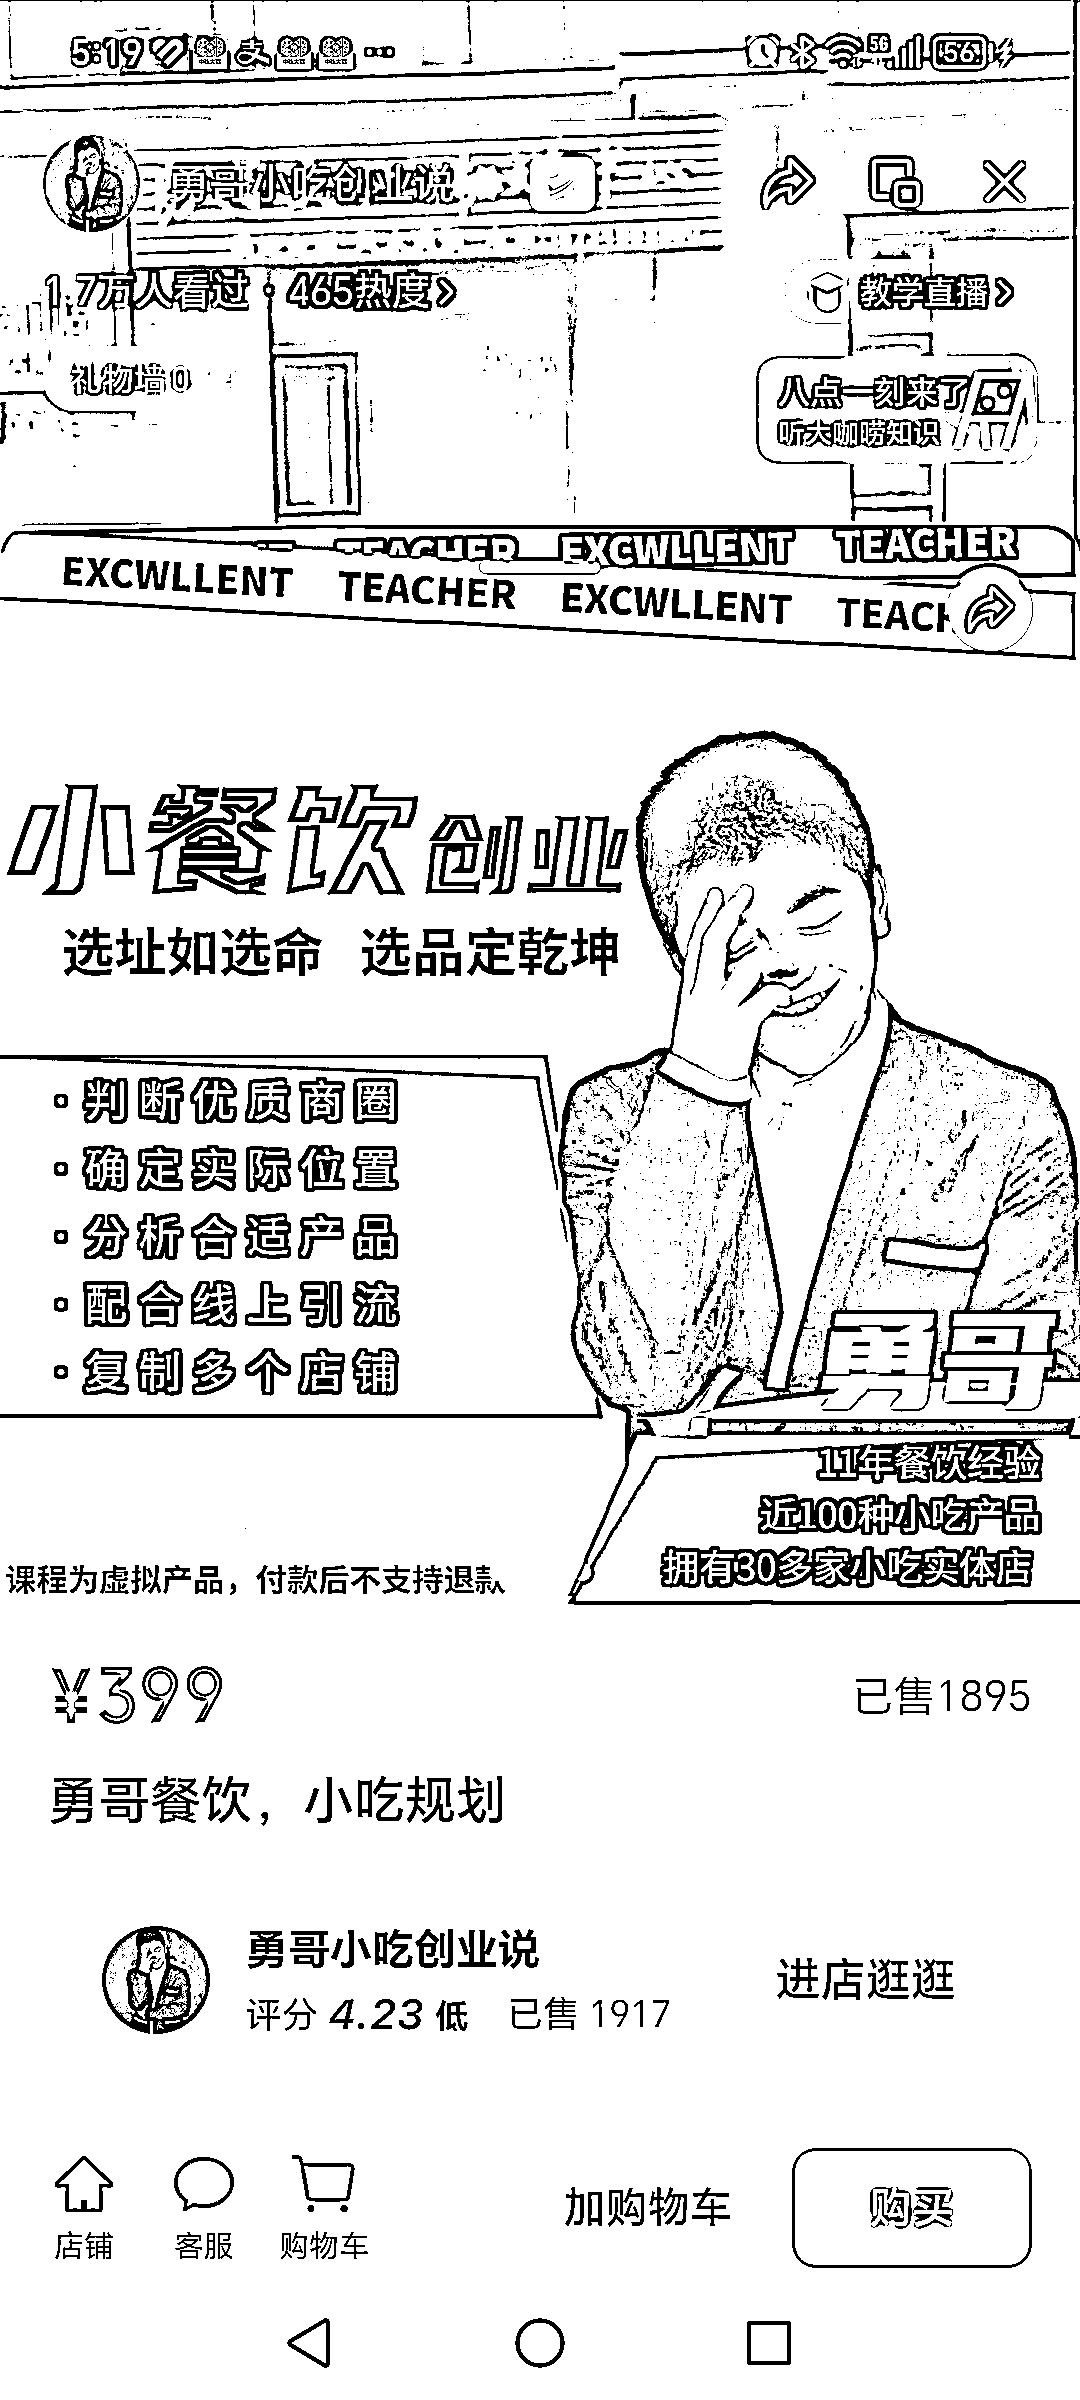 5:19
5G
56
勇哥小吃创业说
1.7万人看过 · 465热度
教学直播
礼物墙0
八点一刻来了
听大咖唠知识
TEACHER EXCWLLENT TEACHER
EXCWLLENT TEACHER EXCWLLENT TEACH
小餐饮创业
选址如选命 选品定乾坤
·判断优质商圈
·确定实际位置
·分析合适产品
·配合线上引流
·复制多个店铺
勇哥
11年餐饮经验
近100种小吃产品
拥有30多家小吃实体店
课程为虚拟产品，付款后不支持退款
¥399
已售1895
勇哥餐饮，小吃规划
勇哥小吃创业说
评分 4.23 低 已售 1917
进店逛逛
店铺
客服
购物车
加购物车
购买